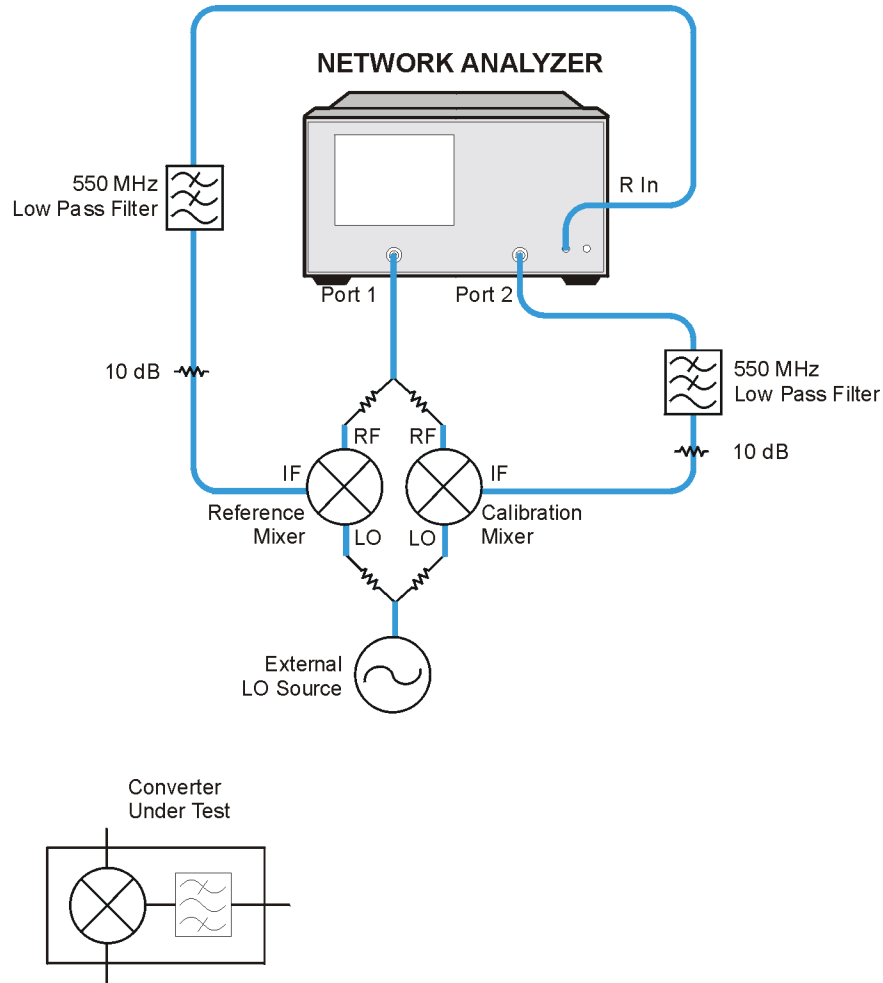 NETWORK ANALYZER
R In
550 MHz
Low Pass Filter
Port 1
Port 2
10 dB
550 MHz
Low Pass Filter
10 dB
RF
RF
IF
IF
Reference
Mixer
Calibration
Mixer
LO
LO
External
LO Source
Converter
Under Test